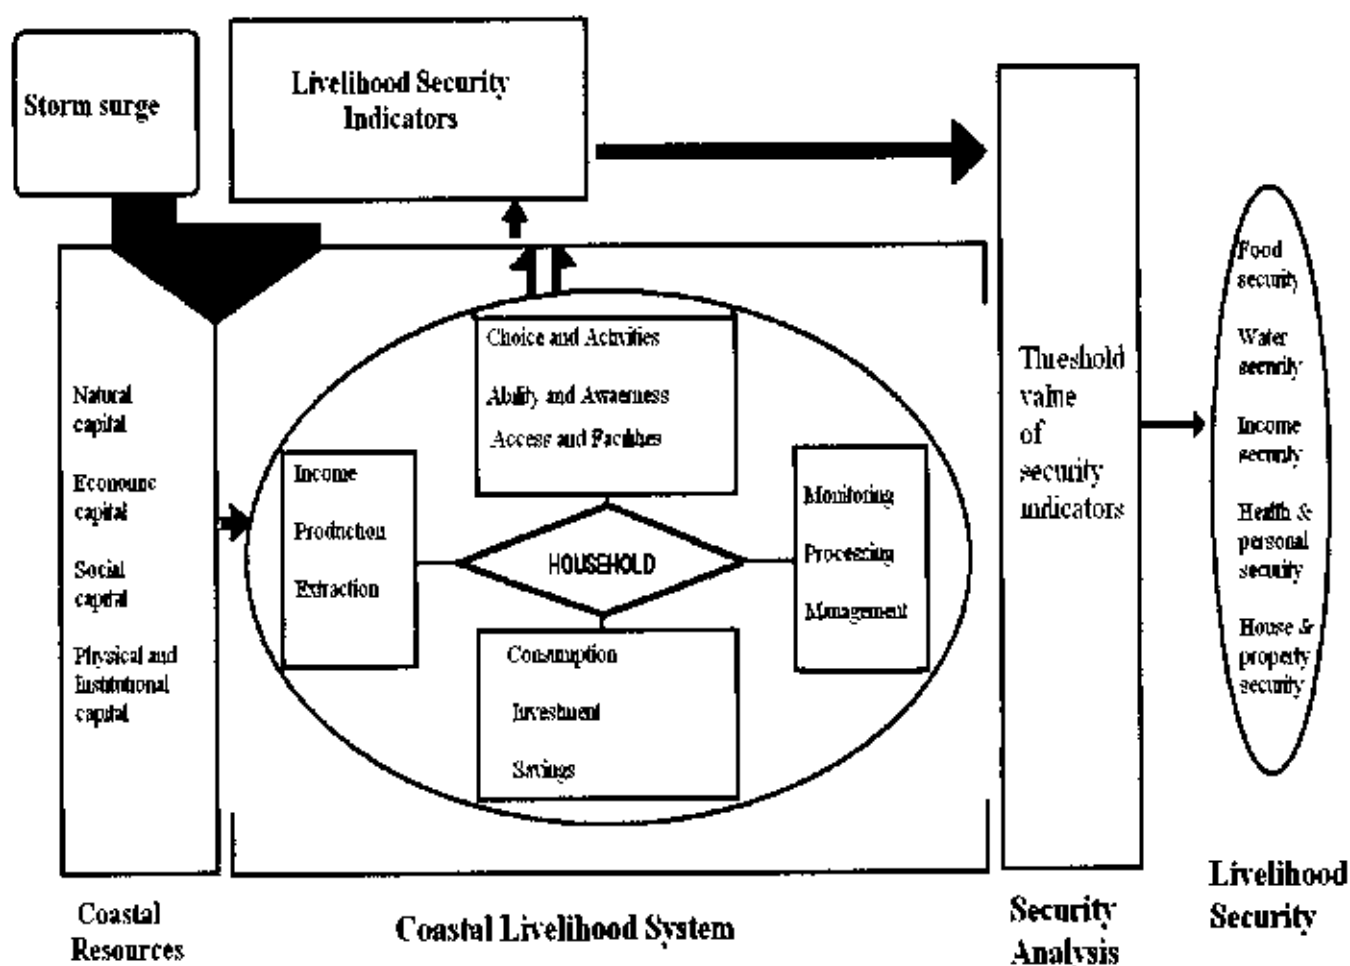 Storm surge
Livelihood Security
Indicators
Natural
capital
Economic
capital
Social
capital
Physical and
Institutional
capital
Choice and Activities
Ability and Awaerness
Access and Facilities
Income
Production
Extraction
HOUSEHOLD
Monitoring
Processing
Management
Consumption
Investment
Savings
Threshold
value
of
security
indicators
Food
security
Water
security
Income
security
Health &
personal
security
House &
property
security
Coastal
Resources
Coastal Livelihood System
Security
Analysis
Livelihood
Security